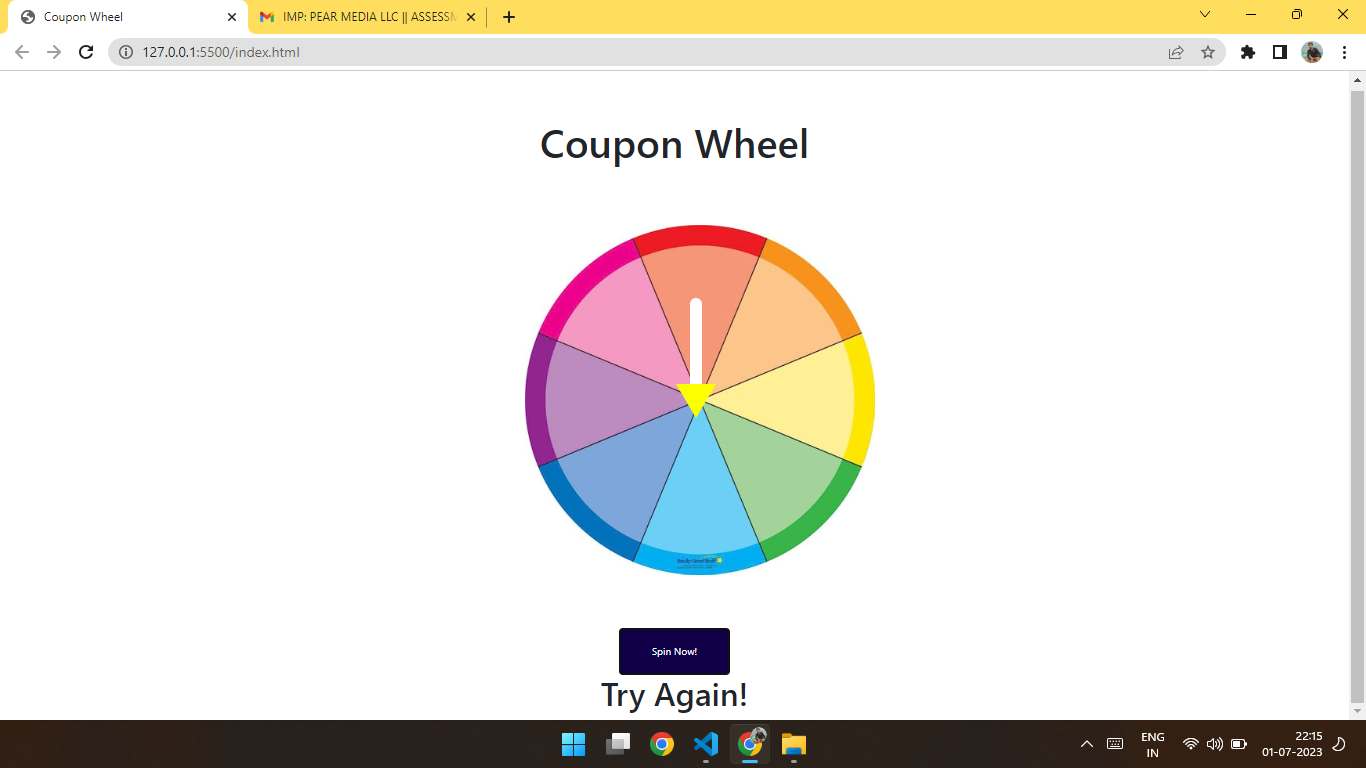 Coupon Wheel
IMP: PEAR MEDIA LLC || ASSESSM
127.0.0.1:5500/index.html
Coupon Wheel
Spin Now!
Try Again!
ENG
IN
22:15
01-07-2023